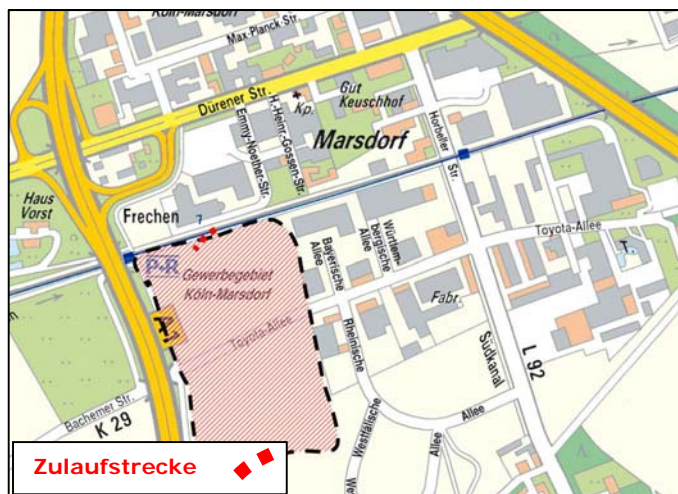 Köln-Marsdorf
Max-Planck-Str.
Dürener Str.
Kp.
Gut
Keuschhof
Emmy-Noether-Str.
H.-Heinr.-Gossen-Str.
Marsdorf
Horbeller Str.
Haus
Vorst
Frechen
7
P+R
Gewerbegebiet
Köln-Marsdorf
Bayerische
Allee
Württem-
bergische
Allee
Toyota-Allee
T.
Fabr.
Toyota-Allee
Rheinische
Südkanal
L 92
Bachemer Str.
K 29
Westfälische
Allee
Allee
We
Zulaufstrecke